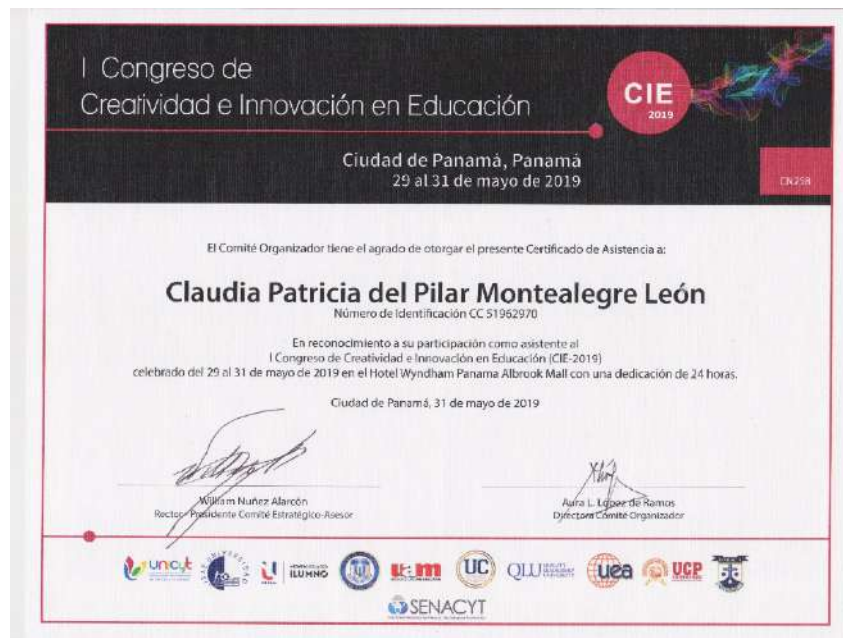 I Congreso de
Creatividad e Innovación en Educación
CIE
2019
Ciudad de Panamá, Panamá
29 al 31 de mayo de 2019
CN258
El Comité Organizador tiene el agrado de otorgar el presente Certificado de Asistencia a:
Claudia Patricia del Pilar Montealegre León
Número de Identificación CC 51962970
En reconocimiento a su participación como asistente al
I Congreso de Creatividad e Innovación en Educación (CIE-2019)
celebrado del 29 al 31 de mayo de 2019 en el Hotel Wyndham Panama Albrook Mall con una dedicación de 24 horas.
Ciudad de Panamá, 31 de mayo de 2019
William Nuñez Alarcón
Rector- Presidente Comité Estratégico-Asesor
Aura L. López de Ramos
Directora Comité Organizador
unicyt
ILUMNO
uam
UC
QLU
uea
UCP
SENACYT